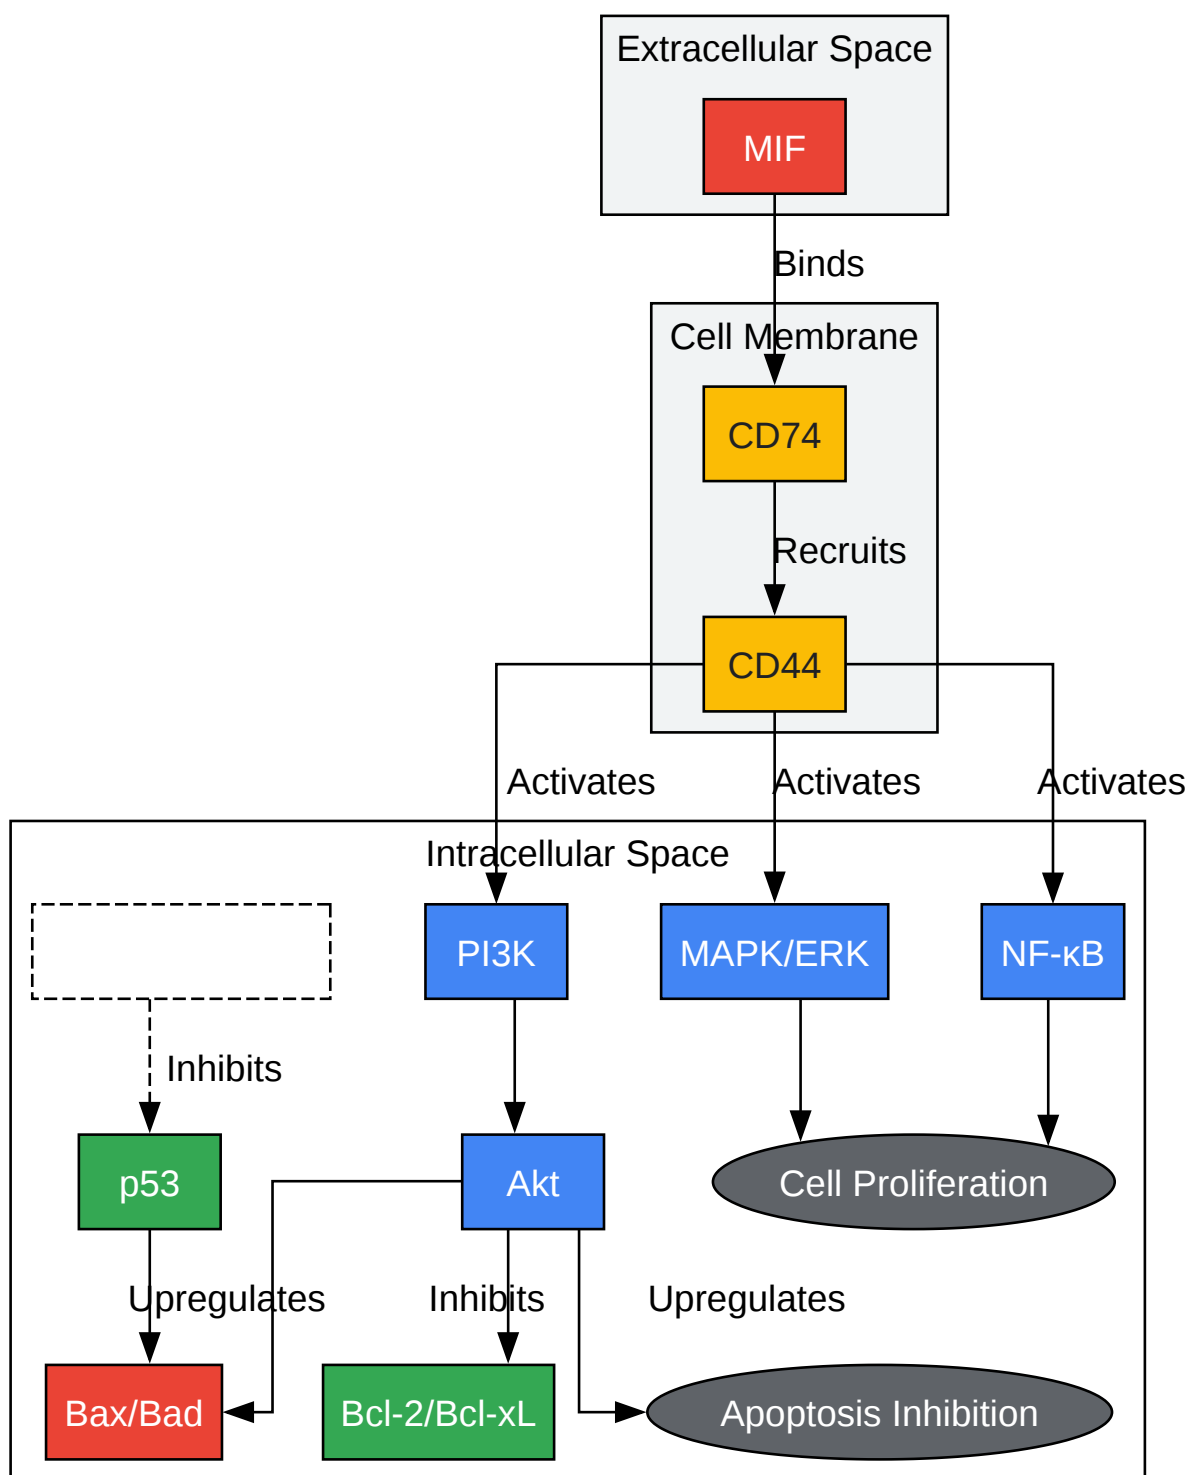 Extracellular Space
MIF
Binds
Cell Membrane
CD74
Recruits
CD44
Activates
Activates
Activates
Intracellular Space
PI3K
MAPK/ERK
NF-κB
Inhibits
p53
Akt
Cell Proliferation
Upregulates
Inhibits
Upregulates
Bax/Bad
Bcl-2/Bcl-xL
Apoptosis Inhibition